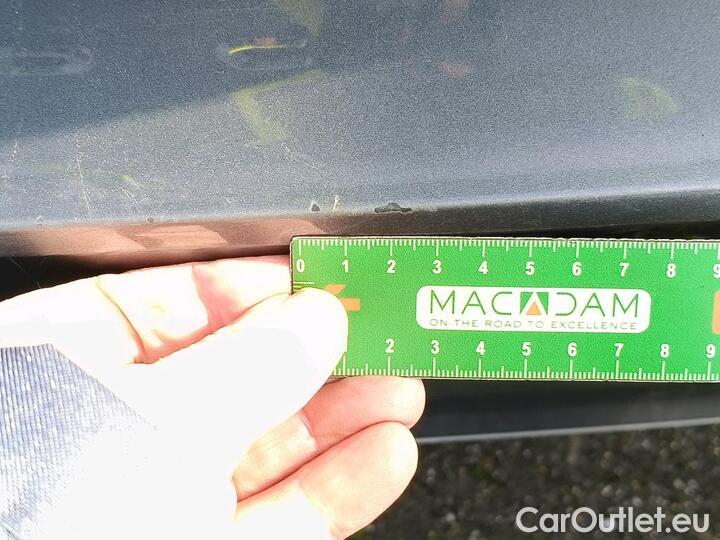 0 1 2 3 4 5 6 7 8 9
MACADAM
ON THE ROAD TO EXCELLENCE
2 3 4 5 6 7 8 9
CarOutlet.eu